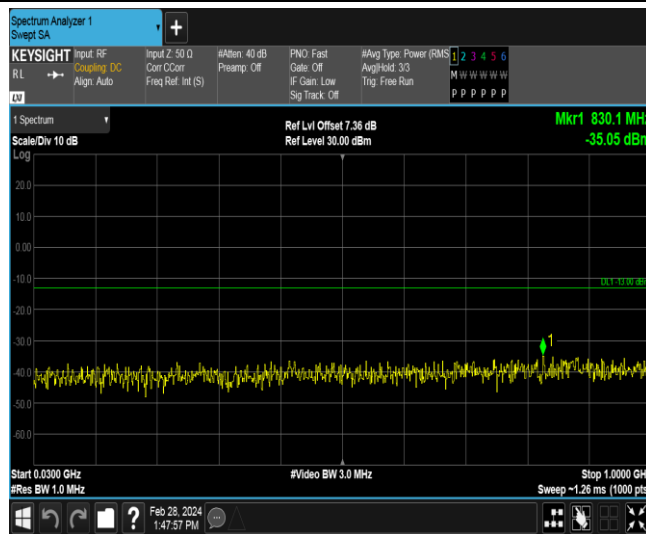 Spectrum Analyzer 1
Swept SA
+
KEYSIGHT
RL
LXI
Input: RF
Coupling: DC
Align: Auto
Input Z: 50 Ω
Corr CCorr
Freq Ref: Int (S)
#Atten: 40 dB
Preamp: Off
PNO: Fast
Gate: Off
IF Gain: Low
Sig Track: Off
#Avg Type: Power (RMS
Avg|Hold: 3/3
Trig: Free Run
1 2 3 4 5 6
M W W W W W
P P P P P P
1 Spectrum
Scale/Div 10 dB
Log
Ref Lvl Offset 7.36 dB
Ref Level 30.00 dBm
Mkr1 830.1 MHz
-35.05 dBm
20.0
10.0
0.00
-10.0
DL1 -13.00 dBm
-20.0
-30.0
1
-40.0
-50.0
-60.0
Start 0.0300 GHz
#Res BW 1.0 MHz
#Video BW 3.0 MHz
Stop 1.0000 GHz
Sweep ~1.26 ms (1000 pts)
?
Feb 28, 2024
1:47:57 PM